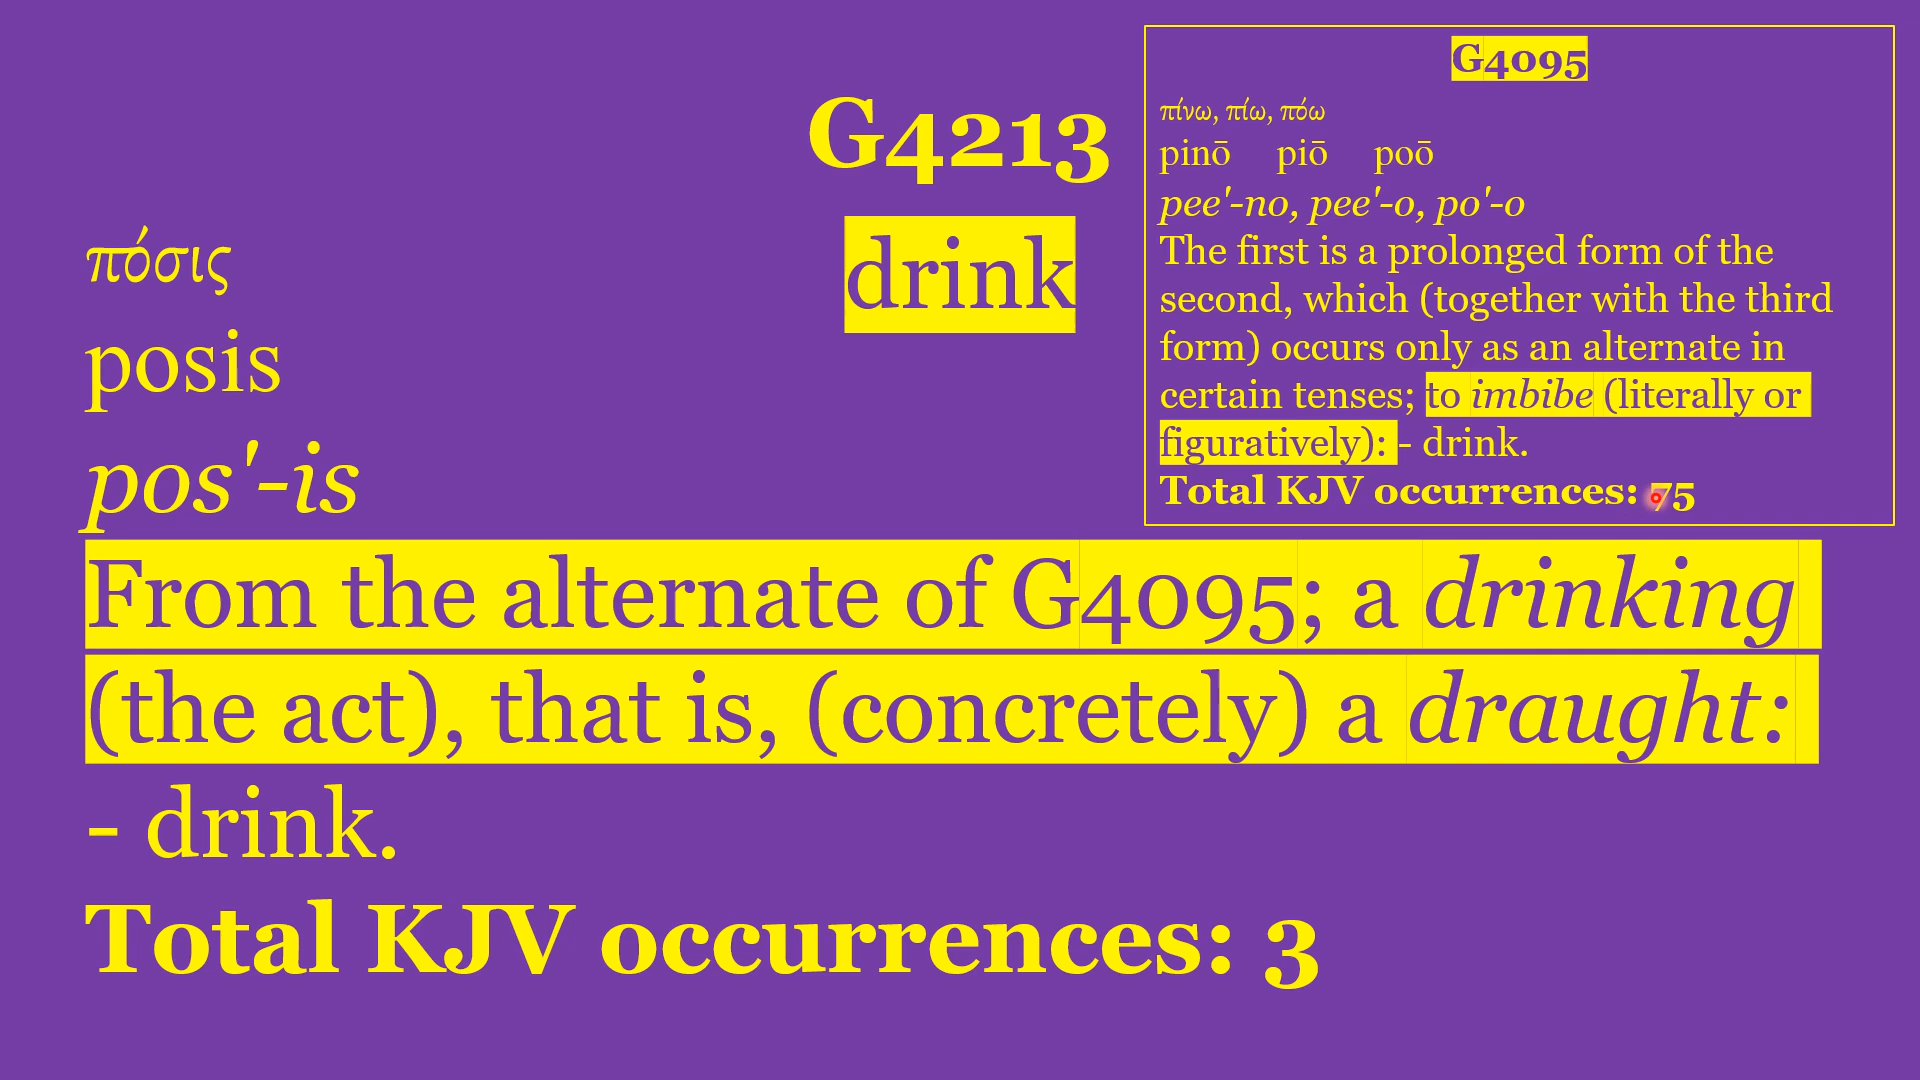 G4213
drink
πόσις
posis
pos'-is
From the alternate of G4095; a drinking
(the act), that is, (concretely) a draught:
- drink.
Total KJV occurrences: 3
G4095
πίνω, πίω, πόω
pinō piō poō
pee'-no, pee'-o, po'-o
The first is a prolonged form of the
second, which (together with the third
form) occurs only as an alternate in
certain tenses; to imbibe (literally or
figuratively): - drink.
Total KJV occurrences: 75